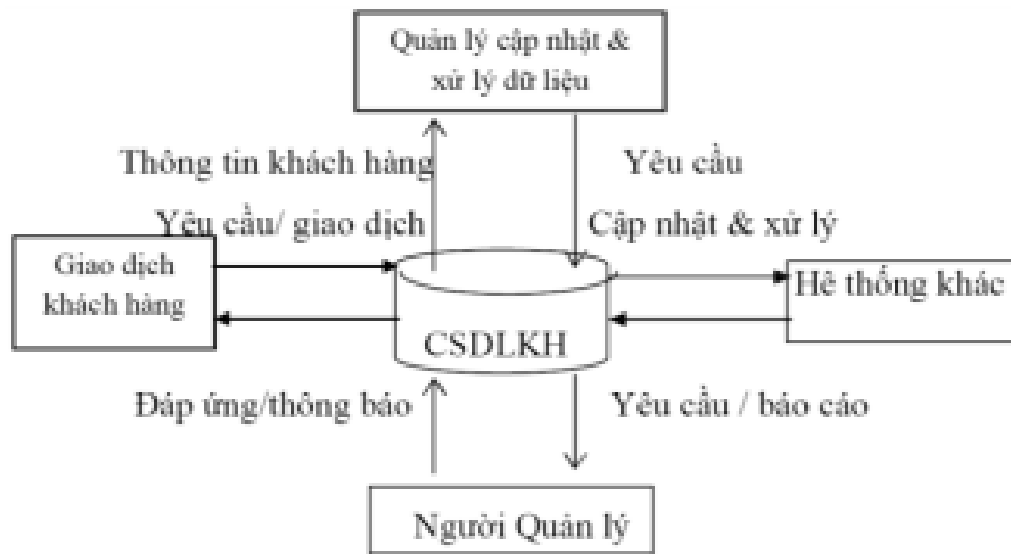 Quản lý cập nhật &
xử lý dữ liệu
Thông tin khách hàng
Yêu cầu
Yêu cầu/ giao dịch
Cập nhật & xử lý
Giao dịch
khách hàng
Hê thống khác
CSDLKH
Đáp ứng/thông báo
Yêu cầu / báo cáo
Người Quản lý